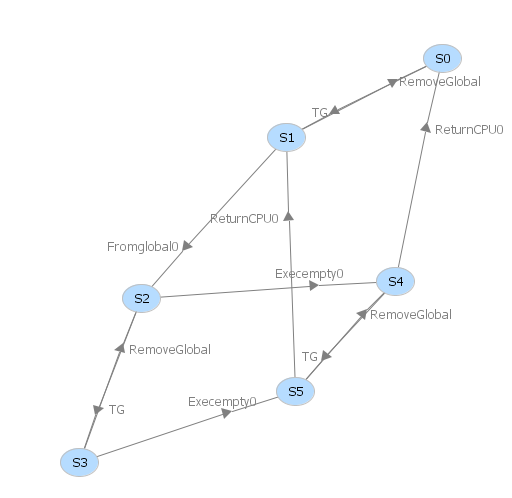 S0
RemoveGlobal
TG
ReturnCPU0
S1
ReturnCPU0
Fromglobal0
Execempty0
S4
S2
RemoveGlobal
RemoveGlobal
TG
S5
Execempty0
TG
S3